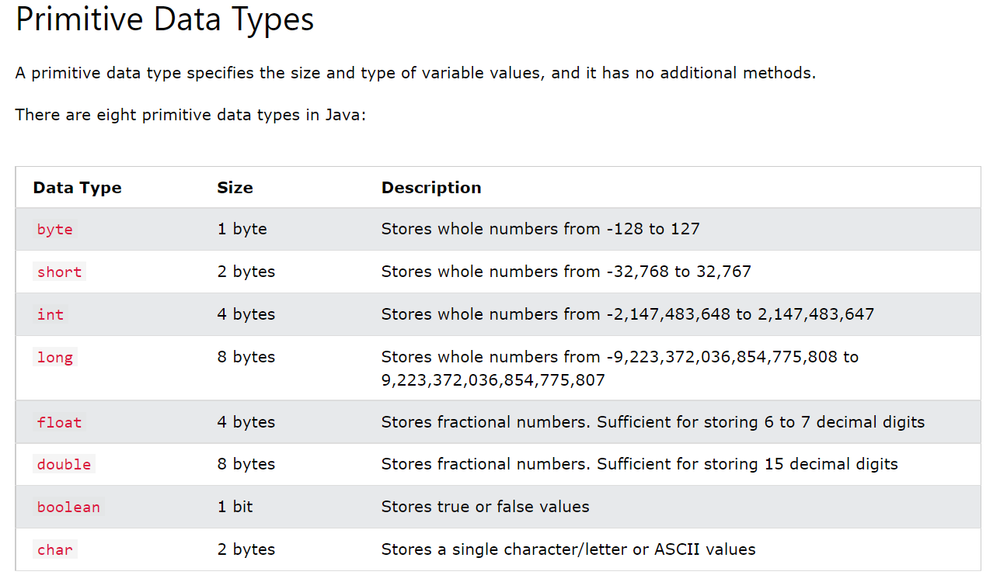 Primitive Data Types
A primitive data type specifies the size and type of variable values, and it has no additional methods.
There are eight primitive data types in Java:
Data Type Size Description
byte 1 byte Stores whole numbers from -128 to 127
short 2 bytes Stores whole numbers from -32,768 to 32,767
int 4 bytes Stores whole numbers from -2,147,483,648 to 2,147,483,647
long 8 bytes Stores whole numbers from -9,223,372,036,854,775,808 to
9,223,372,036,854,775,807
float 4 bytes Stores fractional numbers. Sufficient for storing 6 to 7 decimal digits
double 8 bytes Stores fractional numbers. Sufficient for storing 15 decimal digits
boolean 1 bit Stores true or false values
char 2 bytes Stores a single character/letter or ASCII values